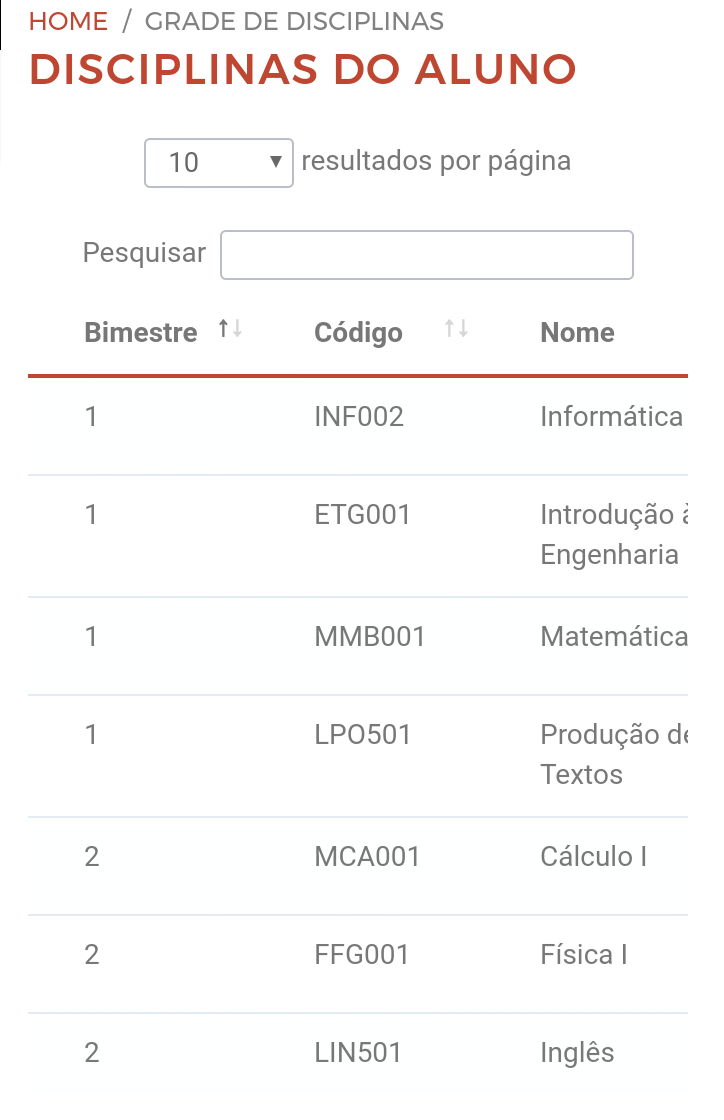 HOME / GRADE DE DISCIPLINAS
DISCIPLINAS DO ALUNO
10 resultados por página
Pesquisar
Bimestre Código Nome
1 INF002 Informática
1 ETG001 Introdução à
Engenharia
1 MMB001 Matemática
1 LPO501 Produção de
Textos
2 MCA001 Cálculo I
2 FFG001 Física I
2 LIN501 Inglês